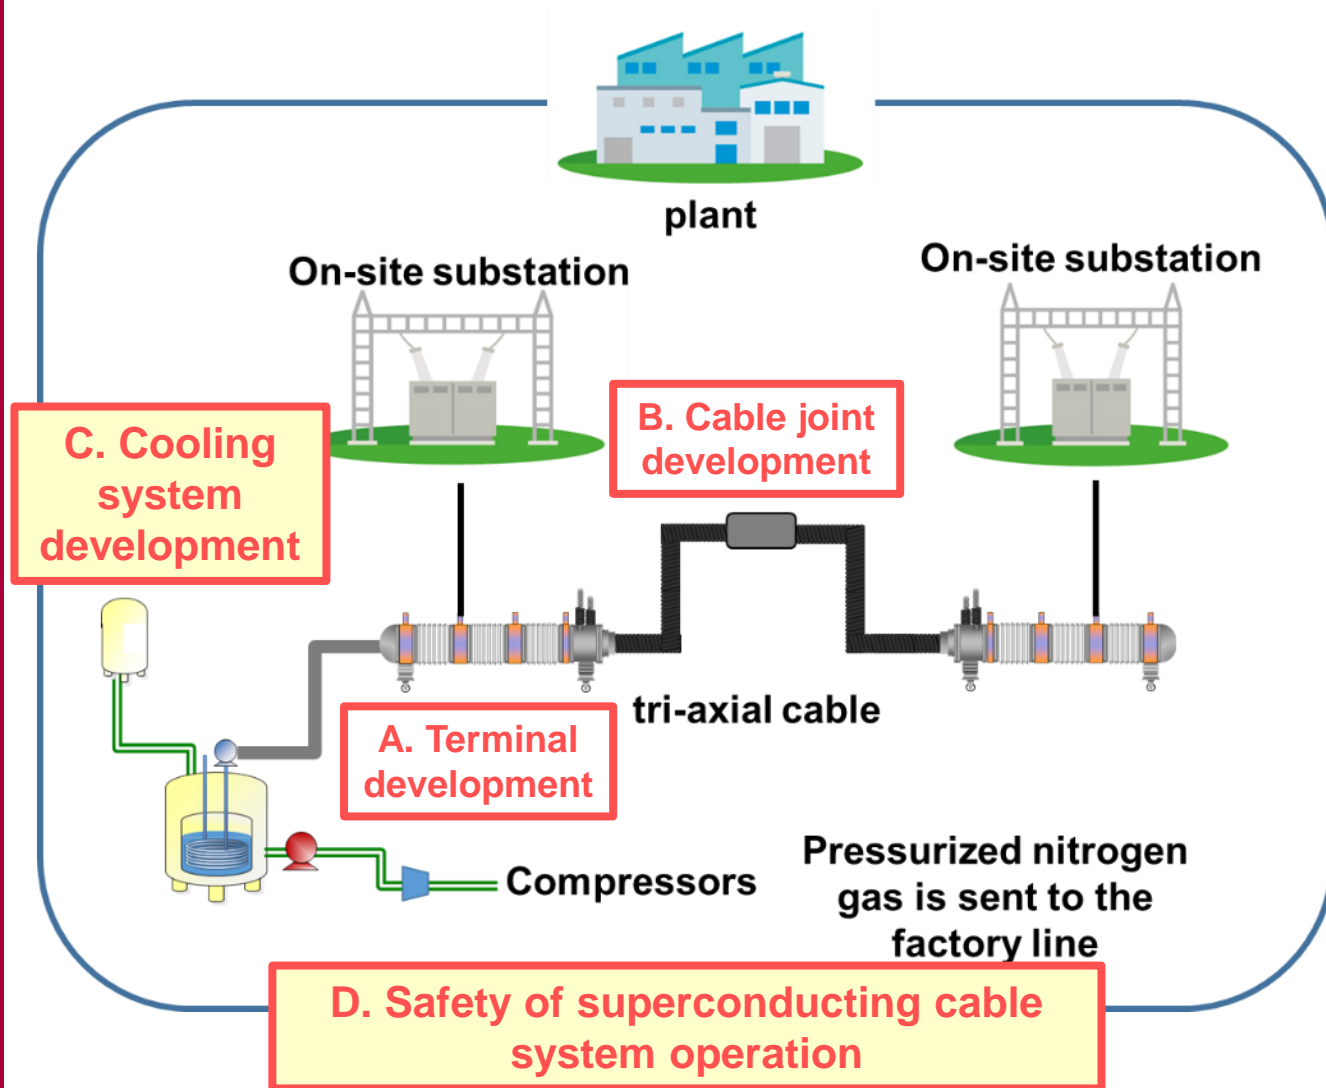 plant
On-site substation
On-site substation
B. Cable joint
development
C. Cooling
system
development
tri-axial cable
A. Terminal
development
Compressors
Pressurized nitrogen
gas is sent to the
factory line
D. Safety of superconducting cable
system operation